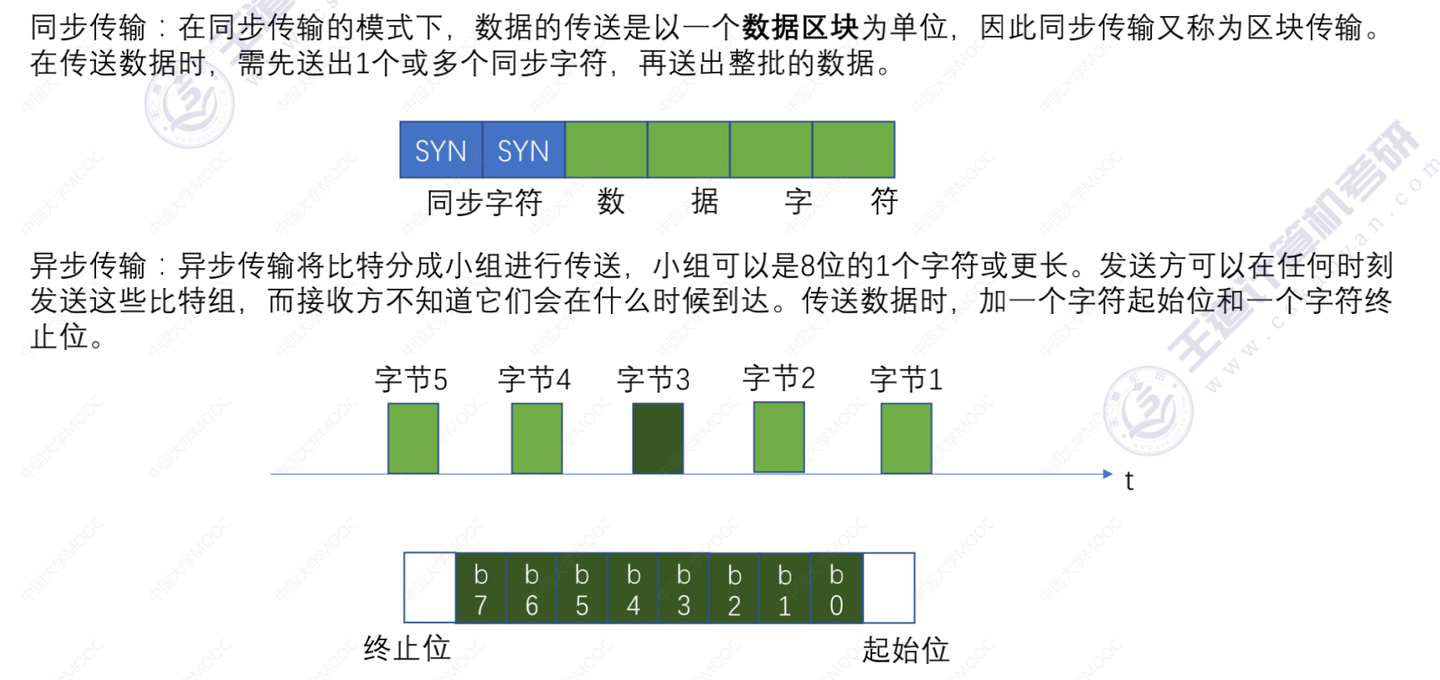 同步传输：在同步传输的模式下，数据的传送是以一个数据区块为单位，因此同步传输又称为区块传输。
在传送数据时，需先送出1个或多个同步字符，再送出整批的数据。
SYN SYN
同步字符 数 据 字 符
异步传输：异步传输将比特分成小组进行传送，小组可以是8位的1个字符或更长。发送方可以在任何时刻
发送这些比特组，而接收方不知道它们会在什么时候到达。传送数据时，加一个字符起始位和一个字符终
止位。
字节5 字节4 字节3 字节2 字节1
t
b7 b6 b5 b4 b3 b2 b1 b0
终止位 起始位
王道计算机考研
中国大学MOOC